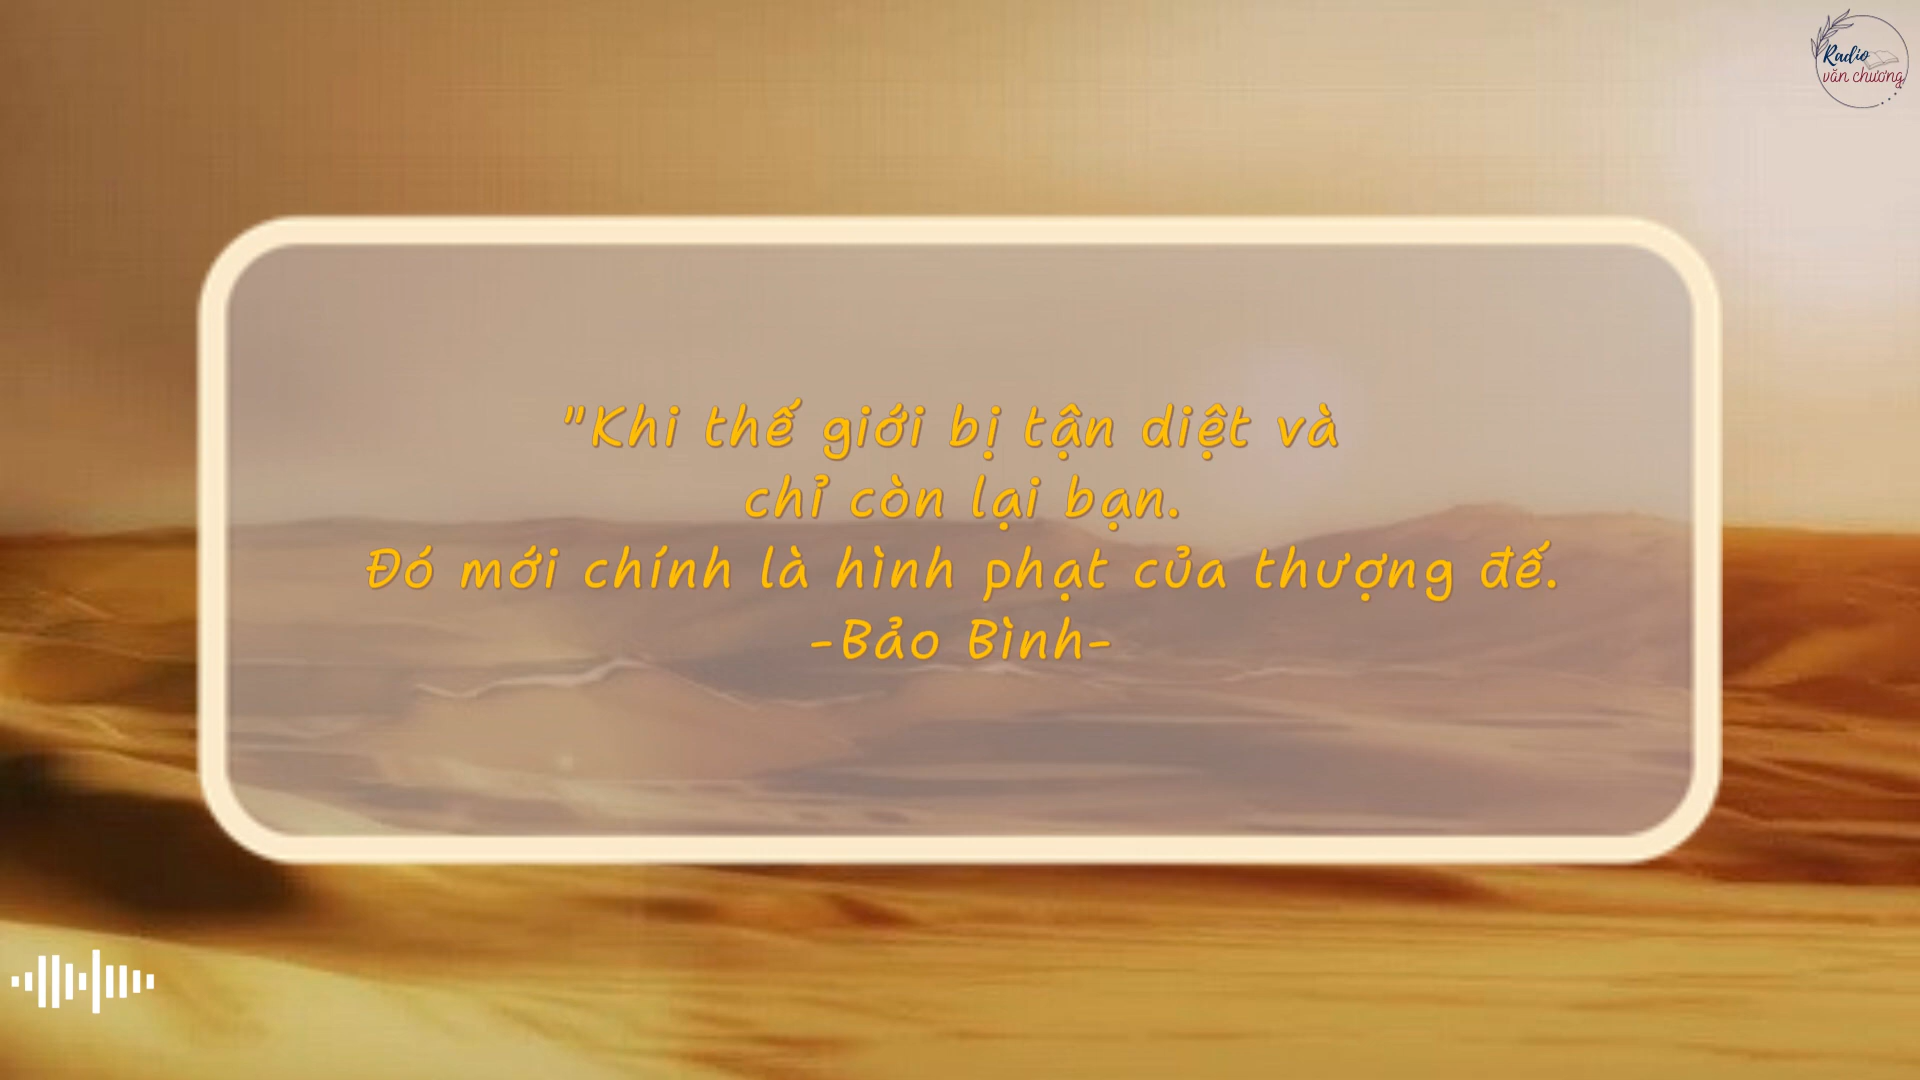 Radio
văn chương
"Khi thế giới bị tận diệt và
chỉ còn lại bạn.
Đó mới chính là hình phạt của thượng đế.
-Bảo Bình-